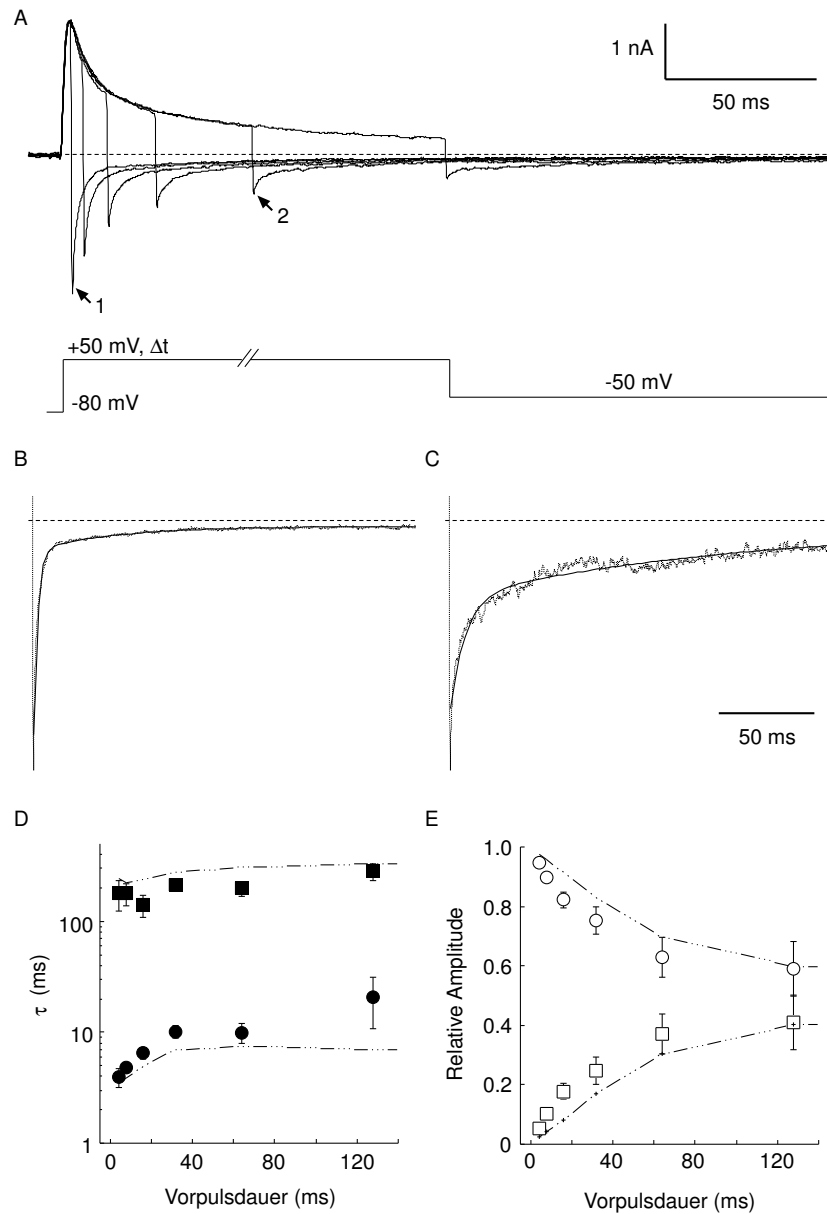 A
1 nA
50 ms
2
1
+50 mV, Δt
-50 mV
-80 mV
B
C
50 ms
D
E
τ (ms)
100
10
1
0
40
80
120
Vorpulsdauer (ms)
Relative Amplitude
1.0
0.8
0.6
0.4
0.2
0
0
40
80
120
Vorpulsdauer (ms)